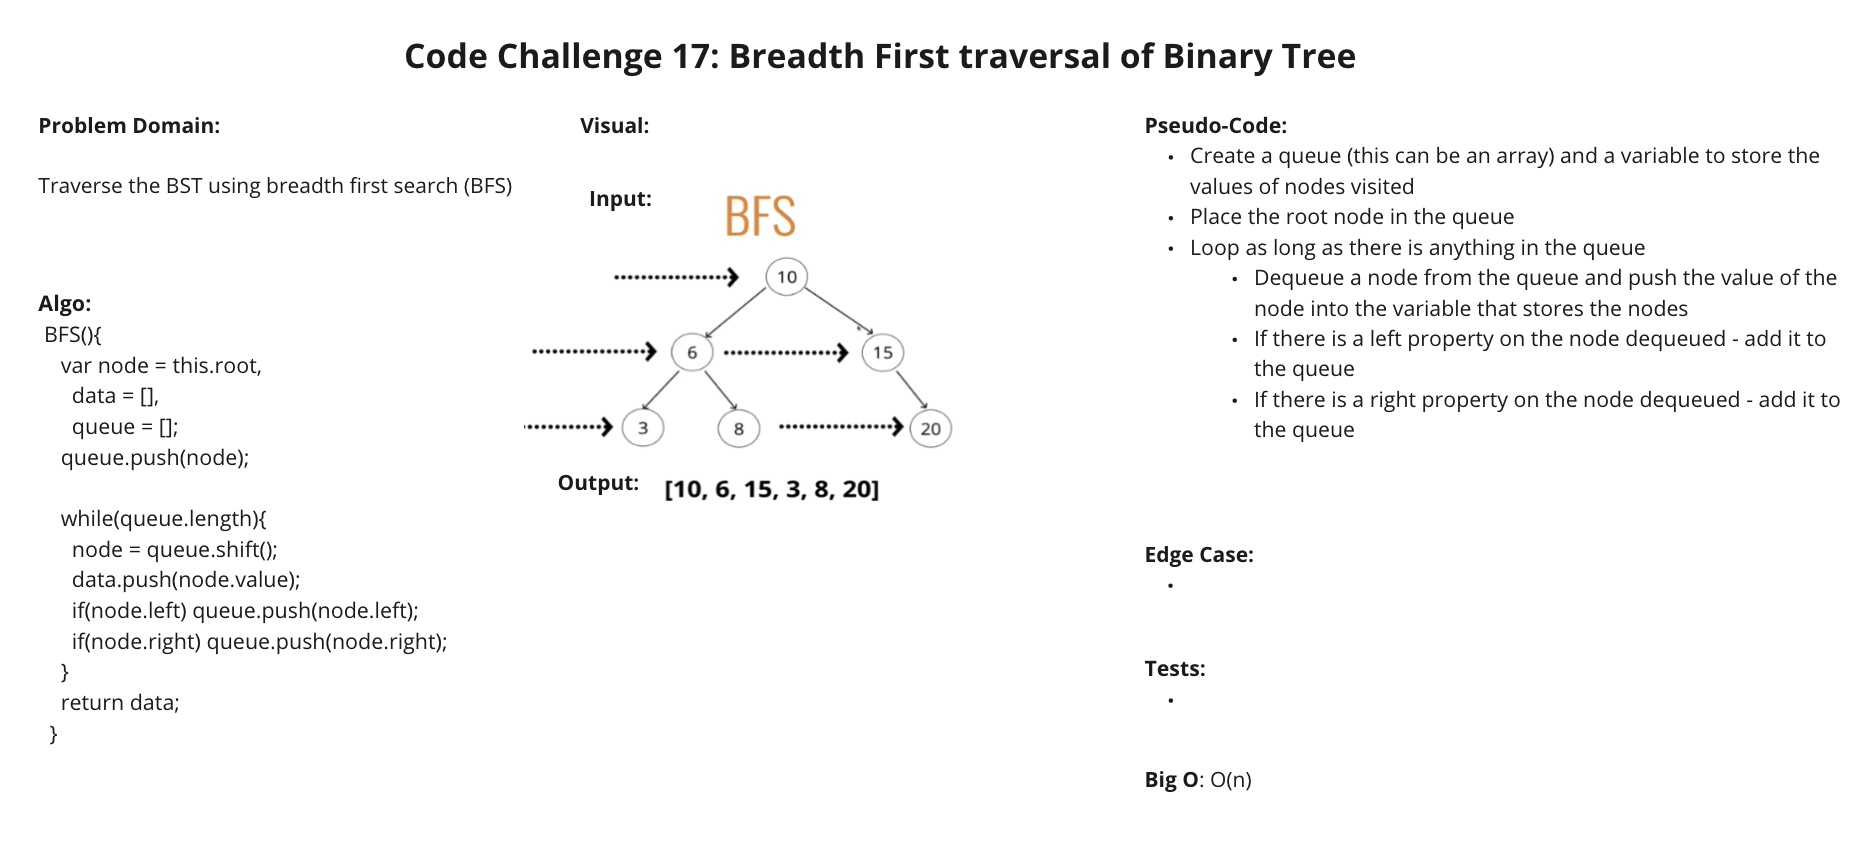 Code Challenge 17: Breadth First traversal of Binary Tree
Problem Domain:
Traverse the BST using breadth first search (BFS)
Algo:
BFS(){
var node = this.root,
data = [],
queue = [];
queue.push(node);
while(queue.length){
node = queue.shift();
data.push(node.value);
if(node.left) queue.push(node.left);
if(node.right) queue.push(node.right);
}
return data;
}
Visual:
Input:
BFS
10
6
15
3
8
20
Output:
[10, 6, 15, 3, 8, 20]
Pseudo-Code:
• Create a queue (this can be an array) and a variable to store the
values of nodes visited
• Place the root node in the queue
• Loop as long as there is anything in the queue
• Dequeue a node from the queue and push the value of the
node into the variable that stores the nodes
• If there is a left property on the node dequeued - add it to
the queue
• If there is a right property on the node dequeued - add it to
the queue
Edge Case:
•
Tests:
•
Big O: O(n)